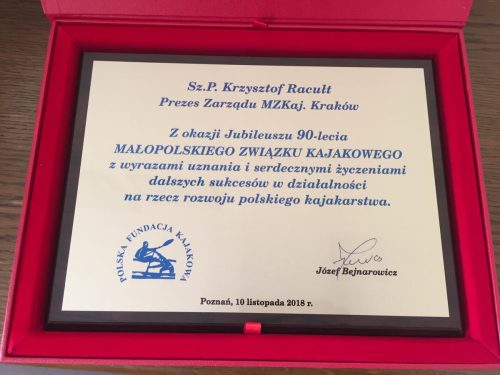 Sz.P. Krzysztof Racułt
Prezes Zarządu MZKaj. Kraków
Z okazji Jubileuszu 90-lecia
MAŁOPOLSKIEGO ZWIĄZKU KAJAKOWEGO
z wyrazami uznania i serdecznymi życzeniami
dalszych sukcesów w działalności
na rzecz rozwoju polskiego kajakarstwa.
POLSKA FUNDACJA KAJAKOWA
Józef Bejnarowicz
Poznań, 10 listopada 2018 r.